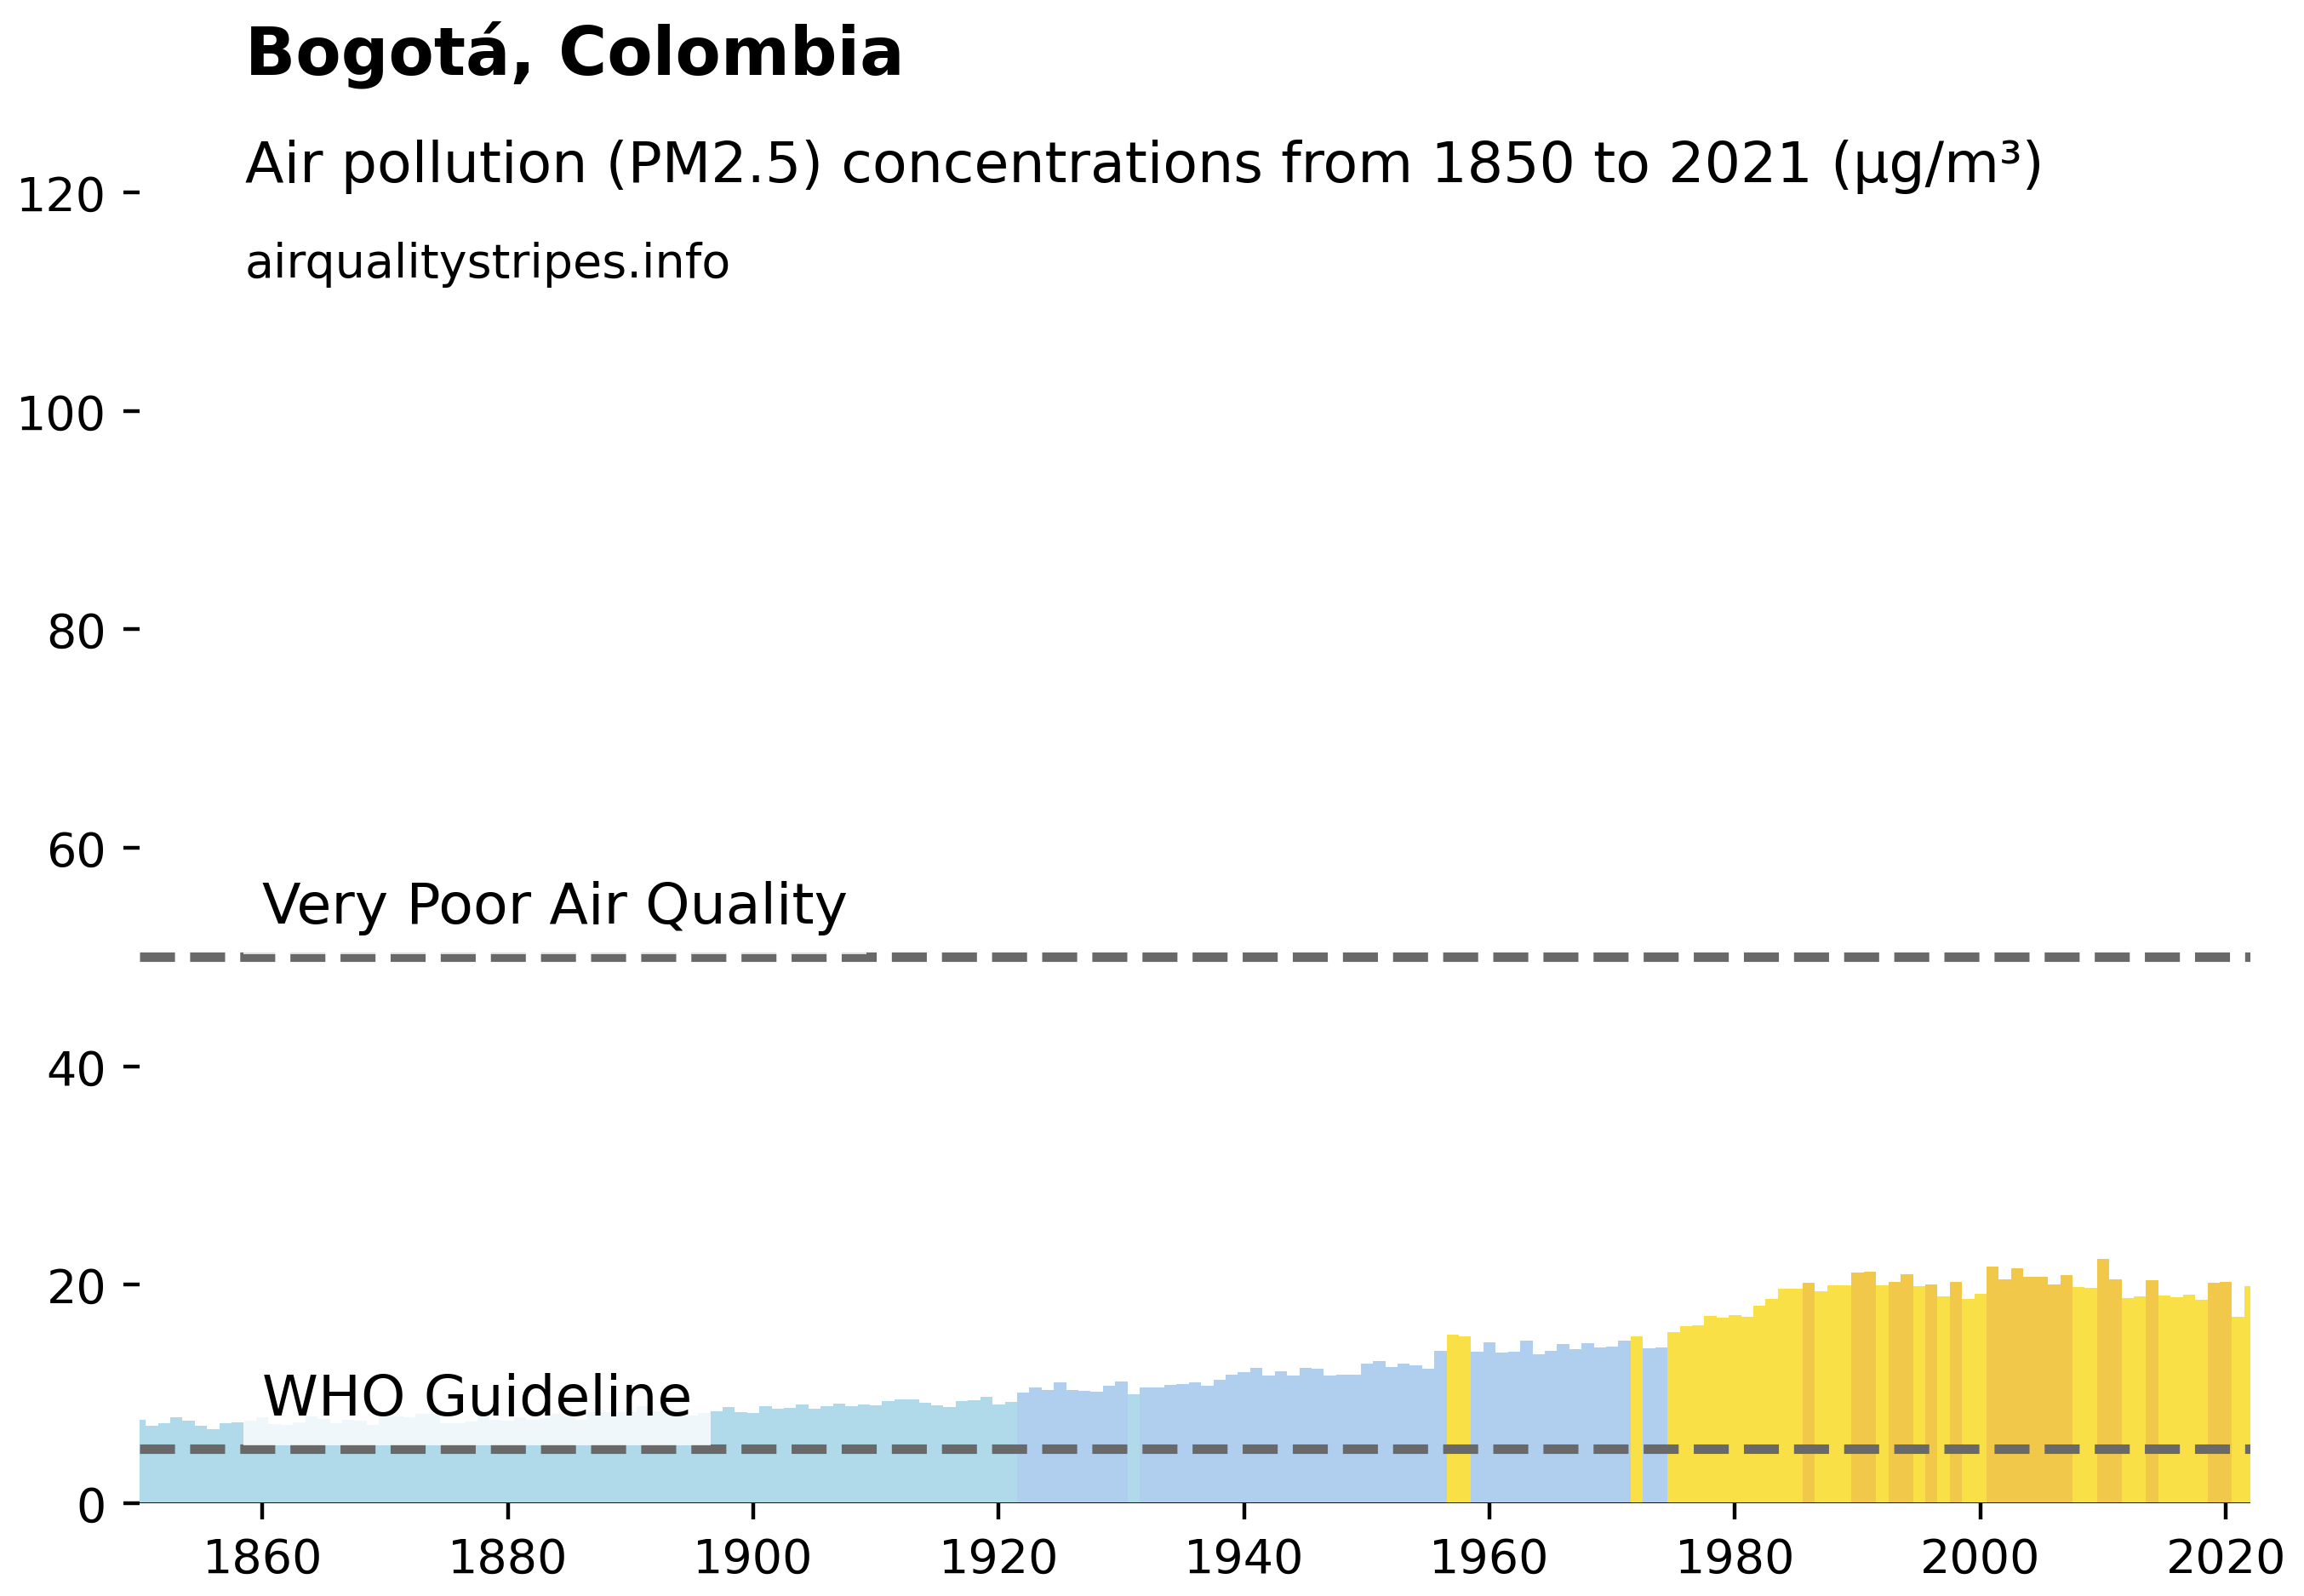 Bogotá, Colombia
Air pollution (PM2.5) concentrations from 1850 to 2021 (μg/m³)
airqualitystripes.info
120
100
80
60
Very Poor Air Quality
40
20
WHO Guideline
0
1860 1880 1900 1920 1940 1960 1980 2000 2020